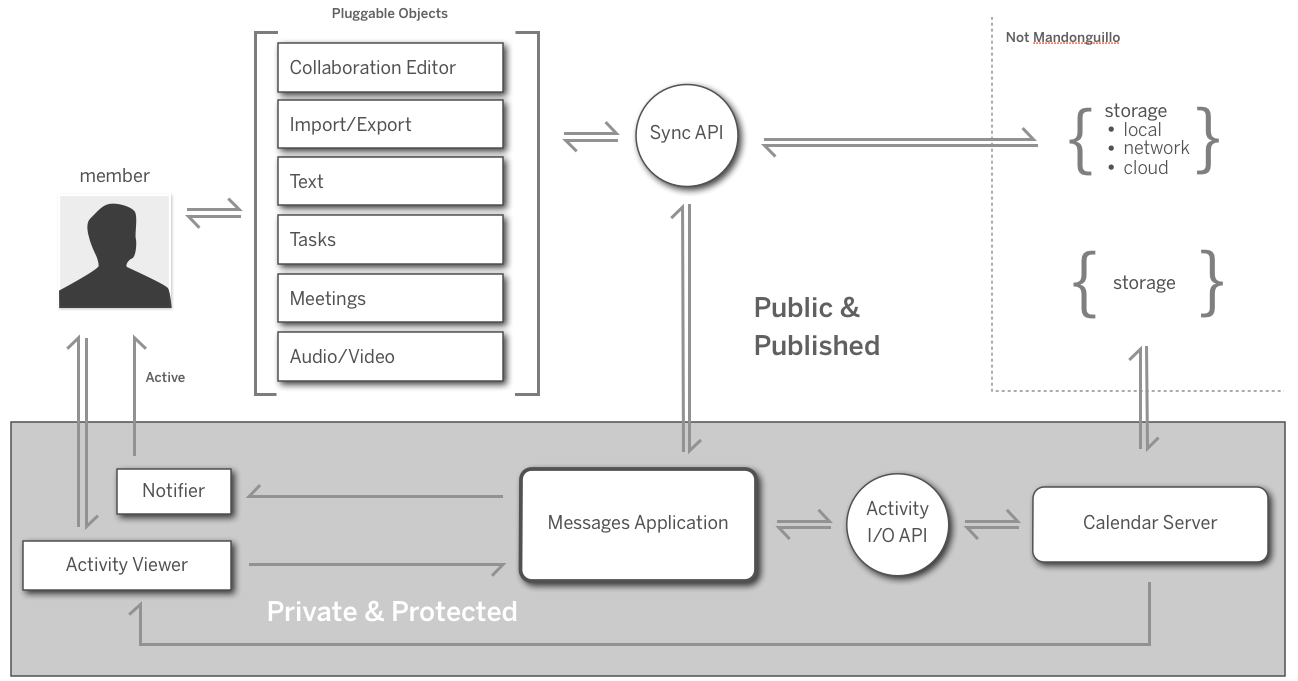 Pluggable Objects
Not Mandonguillo
Collaboration Editor
Import/Export
Text
Tasks
Meetings
Audio/Video
member
Sync API
storage
• local
• network
• cloud
storage
Public &
Published
Active
Notifier
Activity Viewer
Messages Application
Activity
I/O API
Calendar Server
Private & Protected